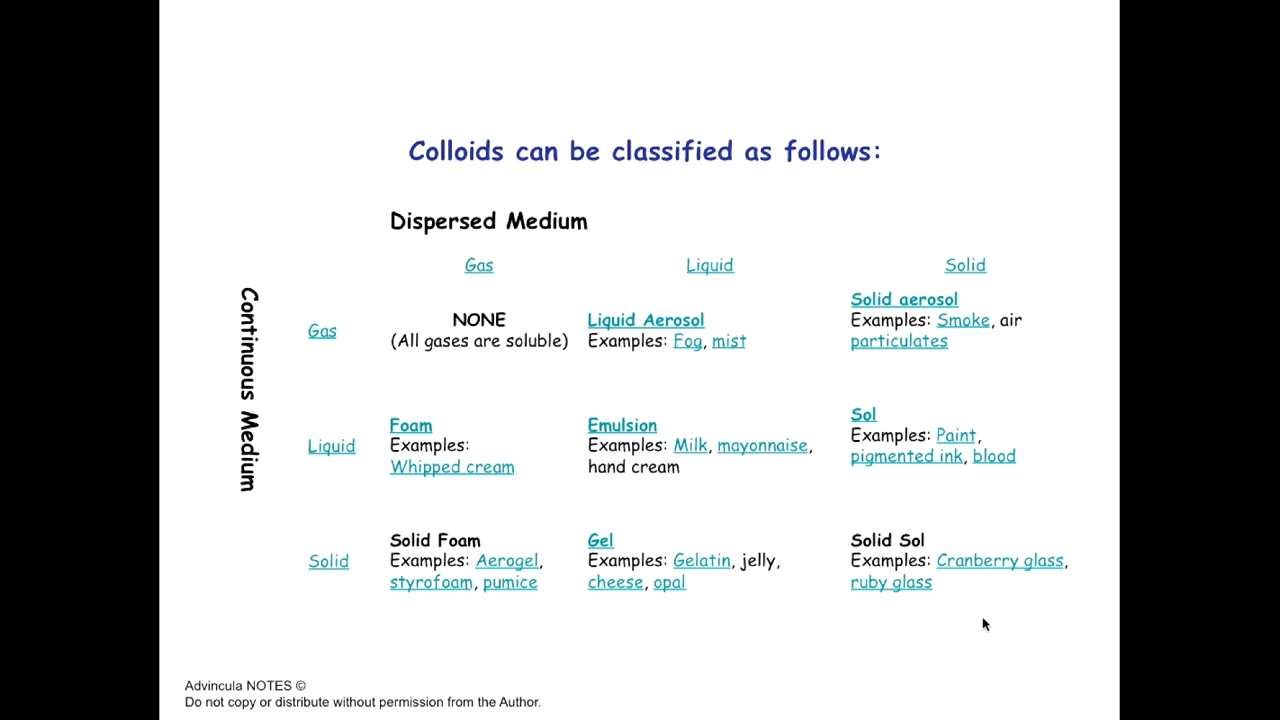 Colloids can be classified as follows:
Dispersed Medium
Gas
Liquid
Solid
Continuous Medium
Gas
NONE
(All gases are soluble)
Liquid Aerosol
Examples: Fog, mist
Solid aerosol
Examples: Smoke, air
particulates
Liquid
Foam
Examples:
Whipped cream
Emulsion
Examples: Milk, mayonnaise,
hand cream
Sol
Examples: Paint,
pigmented ink, blood
Solid
Solid Foam
Examples: Aerogel,
styrofoam, pumice
Gel
Examples: Gelatin, jelly,
cheese, opal
Solid Sol
Examples: Cranberry glass,
ruby glass
Advincula NOTES ©
Do not copy or distribute without permission from the Author.